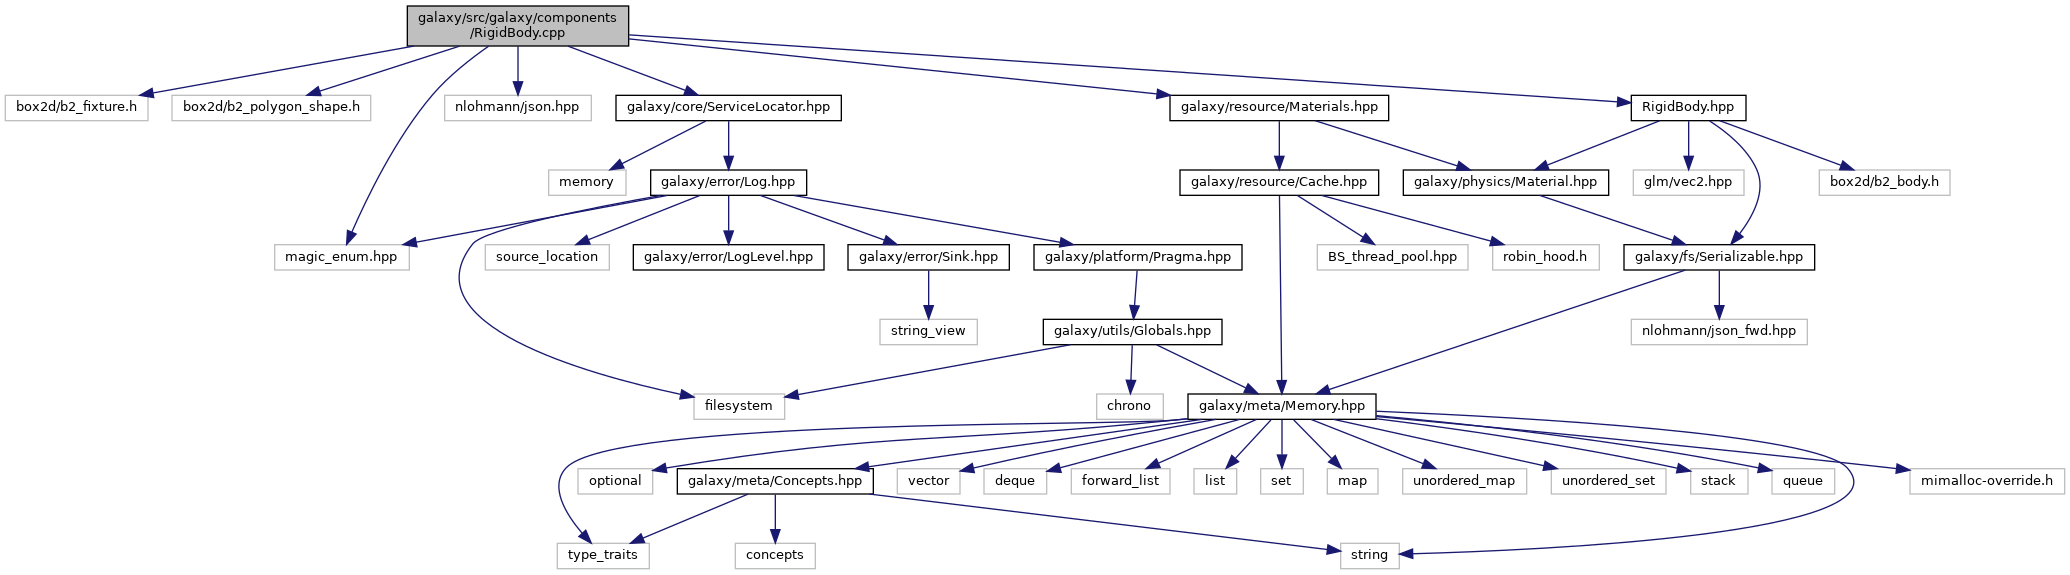 galaxy/src/galaxy/components
/RigidBody.cpp
box2d/b2_fixture.h
box2d/b2_polygon_shape.h
nlohmann/json.hpp
galaxy/core/ServiceLocator.hpp
galaxy/resource/Materials.hpp
RigidBody.hpp
memory
galaxy/error/Log.hpp
galaxy/resource/Cache.hpp
galaxy/physics/Material.hpp
glm/vec2.hpp
box2d/b2_body.h
magic_enum.hpp
source_location
galaxy/error/LogLevel.hpp
galaxy/error/Sink.hpp
galaxy/platform/Pragma.hpp
BS_thread_pool.hpp
robin_hood.h
galaxy/fs/Serializable.hpp
string_view
galaxy/utils/Globals.hpp
nlohmann/json_fwd.hpp
filesystem
chrono
galaxy/meta/Memory.hpp
optional
galaxy/meta/Concepts.hpp
vector
deque
forward_list
list
set
map
unordered_map
unordered_set
stack
queue
mimalloc-override.h
type_traits
concepts
string